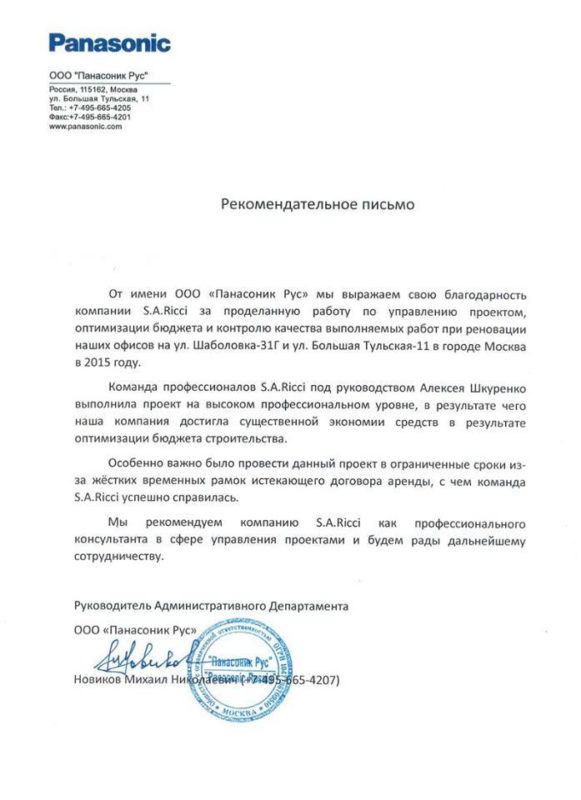 Panasonic
ООО "Панасоник Рус"
Россия, 115162, Москва
ул. Большая Тульская, 11
Тел.: +7-495-665-4205
Факс:+7-495-665-4201
www.panasonic.com
Рекомендательное письмо
От имени ООО «Панасоник Рус» мы выражаем свою благодарность
компании S.A.Ricci за проделанную работу по управлению проектом,
оптимизации бюджета и контролю качества выполняемых работ при реновации
наших офисов на ул. Шаболовка-31Г и ул. Большая Тульская-11 в городе Москва
в 2015 году.
Команда профессионалов S.A.Ricci под руководством Алексея Шкуренко
выполнила проект на высоком профессиональном уровне, в результате чего
наша компания достигла существенной экономии средств в результате
оптимизации бюджета строительства.
Особенно важно было провести данный проект в ограниченные сроки из-
за жёстких временных рамок истекающего договора аренды, с чем команда
S.A.Ricci успешно справилась.
Мы рекомендуем компанию S.A.Ricci как профессионального
консультанта в сфере управления проектами и будем рады дальнейшему
сотрудничеству.
Руководитель Административного Департамента
ООО «Панасоник Рус»
"Панасоник Рус"
"Panasonic Russia"
МОСКВА
Новиков Михаил Николаевич (+7-495-665-4207)